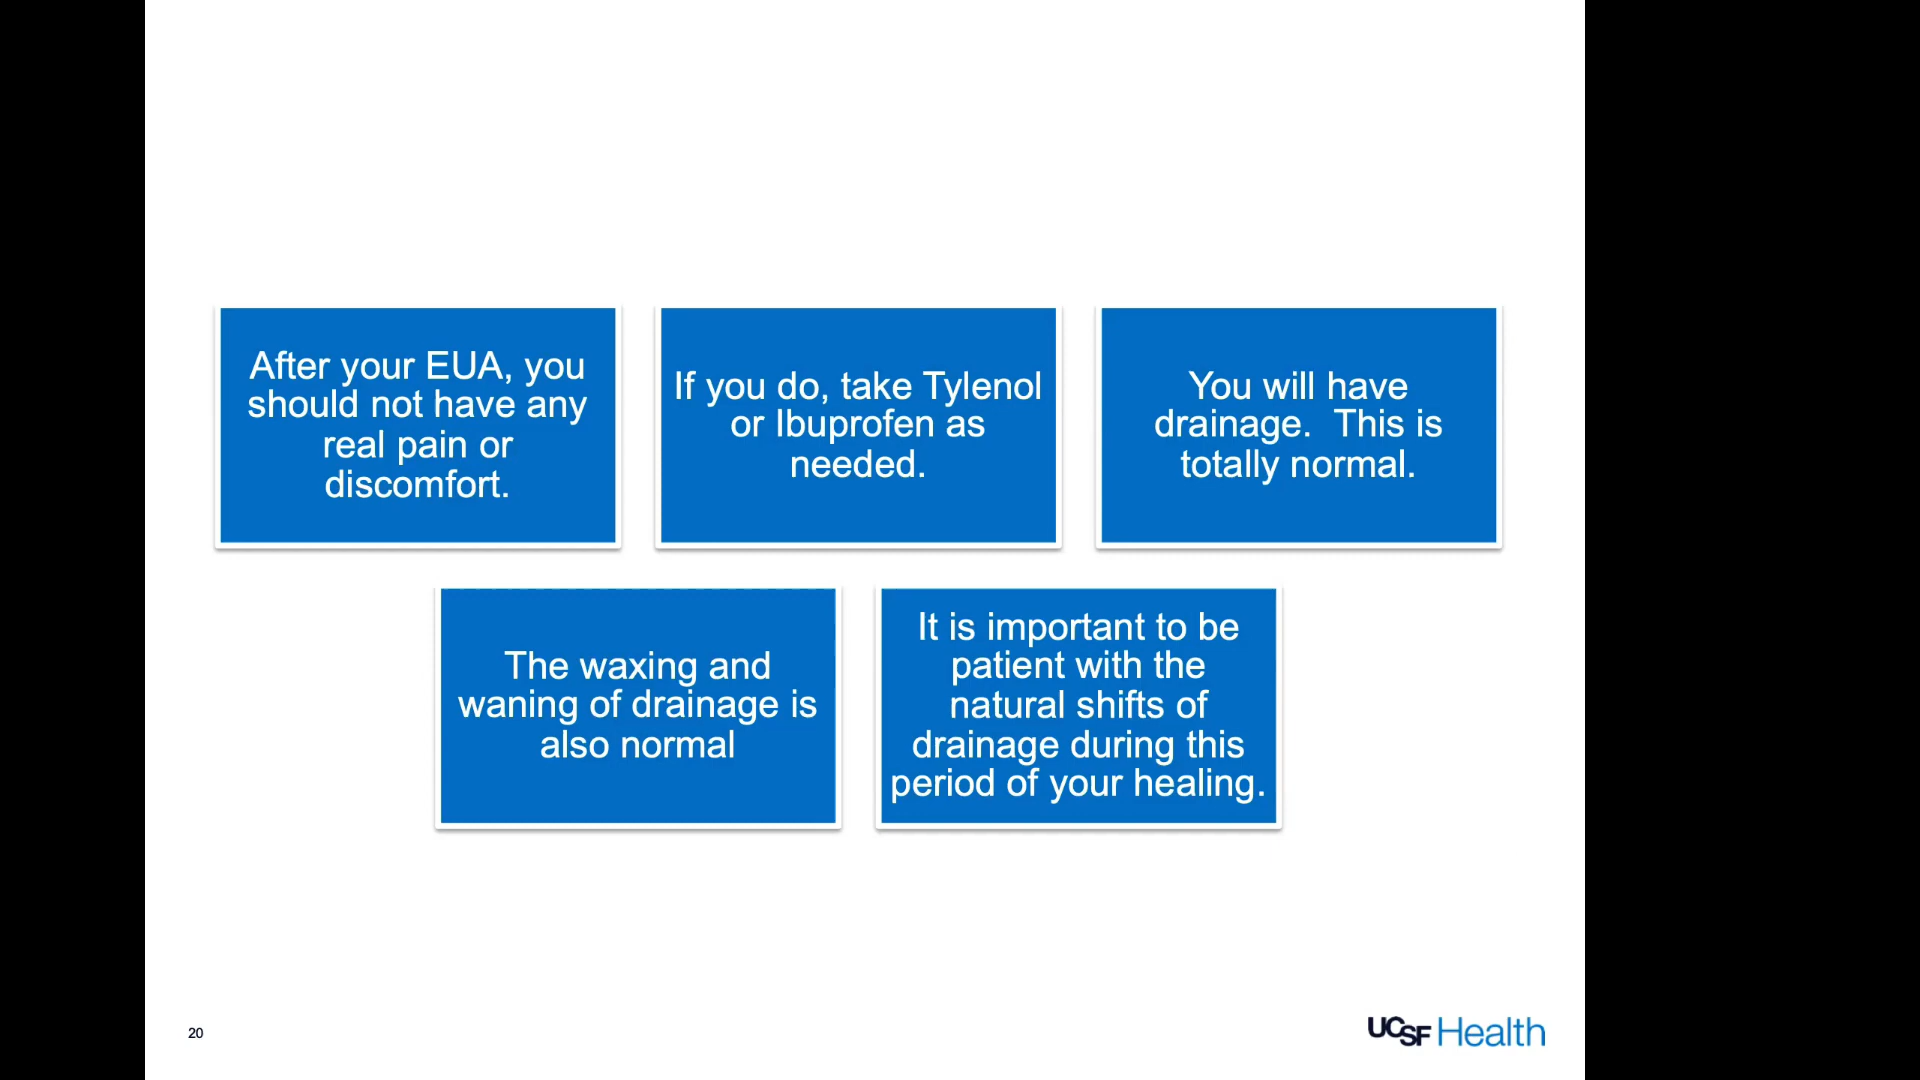 After your EUA, you
should not have any
real pain or
discomfort.
If you do, take Tylenol
or Ibuprofen as
needed.
You will have
drainage.  This is
totally normal.
The waxing and
waning of drainage is
also normal
It is important to be
patient with the
natural shifts of
drainage during this
period of your healing.
20
UCSF Health